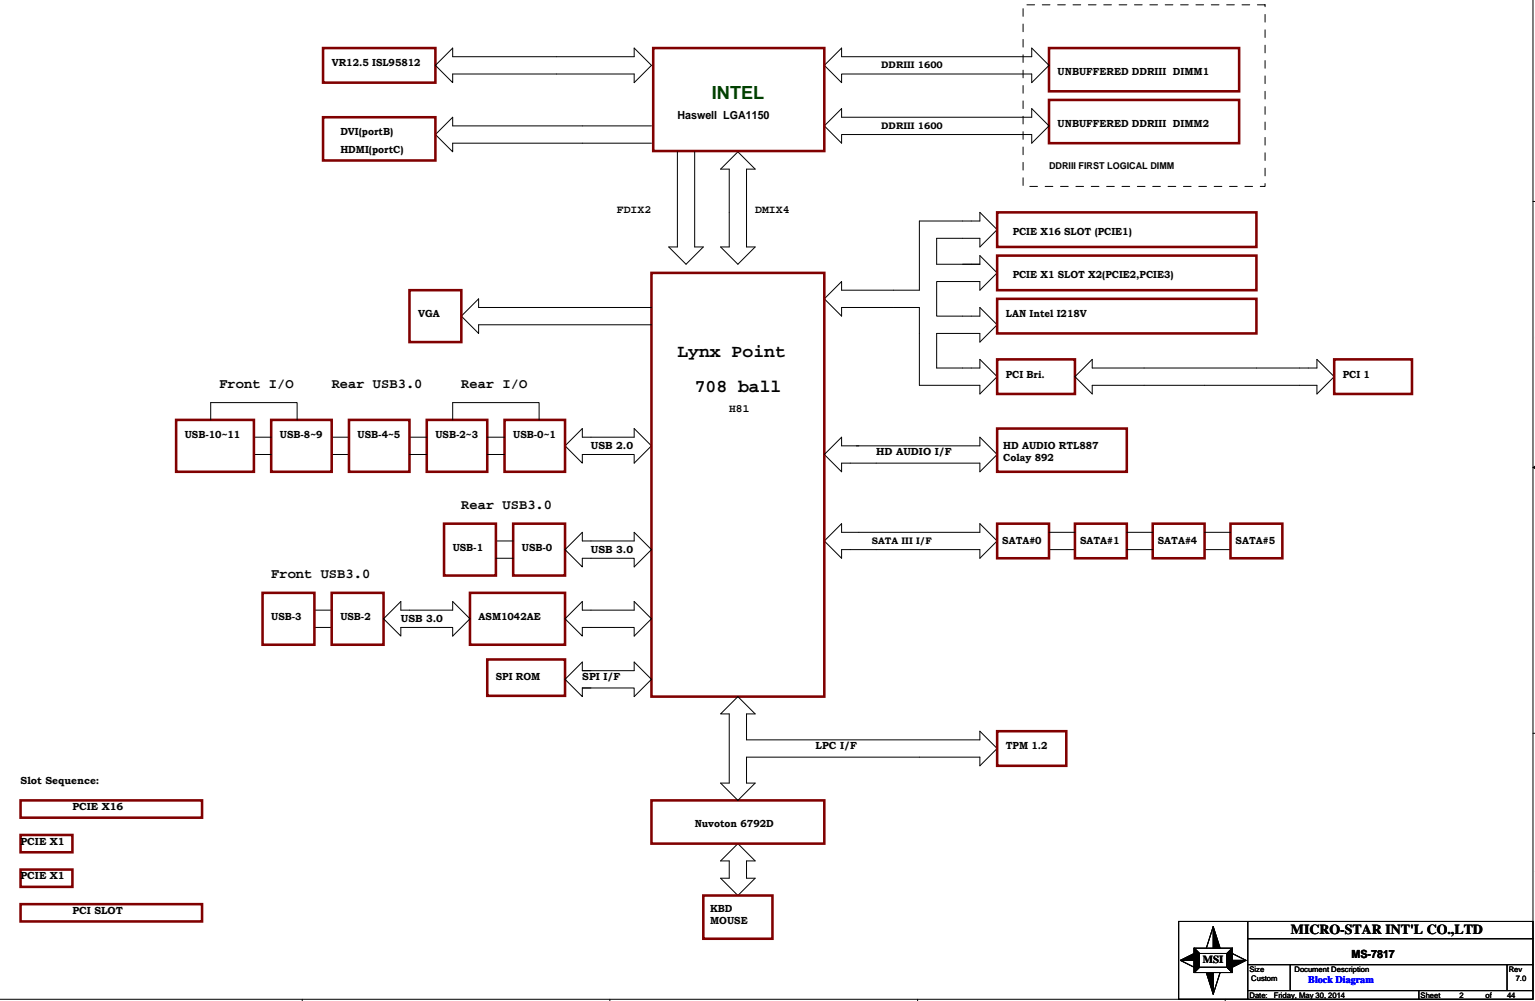 VR12.5 ISL95812
INTEL
Haswell LGA1150
DDRIII 1600
UNBUFFERED DDRIII DIMM1
DVI(portB)
HDMI(portC)
DDRIII 1600
UNBUFFERED DDRIII DIMM2
DDRIII FIRST LOGICAL DIMM
FDIX2
DMIX4
PCIE X16 SLOT (PCIE1)
PCIE X1 SLOT X2(PCIE2,PCIE3)
LAN Intel I218V
VGA
PCI Bri.
PCI 1
Lynx Point
708 ball
H81
Front I/O
Rear USB3.0
Rear I/O
USB-10~11
USB-8~9
USB-4~5
USB-2~3
USB-0~1
USB 2.0
HD AUDIO I/F
HD AUDIO RTL887
Colay 892
Rear USB3.0
USB-1
USB-0
USB 3.0
SATA III I/F
SATA#0
SATA#1
SATA#4
SATA#5
Front USB3.0
USB-3
USB-2
USB 3.0
ASM1042AE
SPI ROM
SPI I/F
LPC I/F
TPM 1.2
Nuvoton 6792D
KBD
MOUSE
Slot Sequence:
PCIE X16
PCIE X1
PCIE X1
PCI SLOT
MSI
MICRO-STAR INT'L CO.,LTD
MS-7817
Size
Custom
Document Description
Block Diagram
Rev
7.0
Date: Friday, May 30, 2014
Sheet 2 of 44